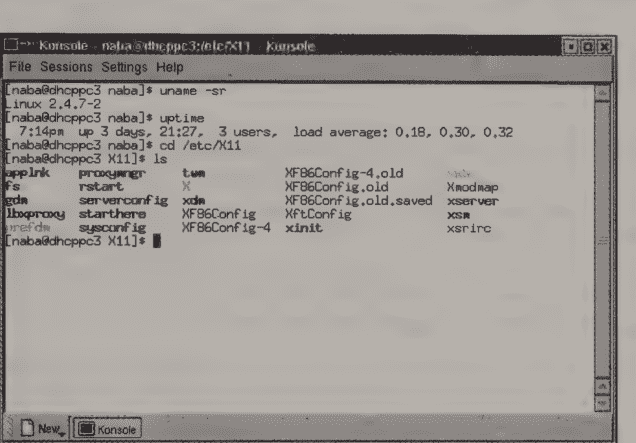 Konsole - naba@dhcppc3:/etc/X11 - Konsole
File Sessions Settings Help
[naba@dhcppc3 naba]$ uname -sr
Linux 2.4.7-2
[naba@dhcppc3 naba]$ uptime
7:14pm up 3 days, 21:27, 3 users, load average: 0.18, 0.30, 0.32
[naba@dhcppc3 naba]$ cd /etc/X11
[naba@dhcppc3 X11]$ ls
applnk proxymngr twm XF86Config-4.old
fs rstart X XF86Config.old Xmodmap
gdm serverconfig xdm XF86Config.old.saved xserver
lbxproxy starthere XF86Config XftConfig xsm
prefdm sysconfig XF86Config-4 xinit xsrirc
[naba@dhcppc3 X11]$
New Konsole